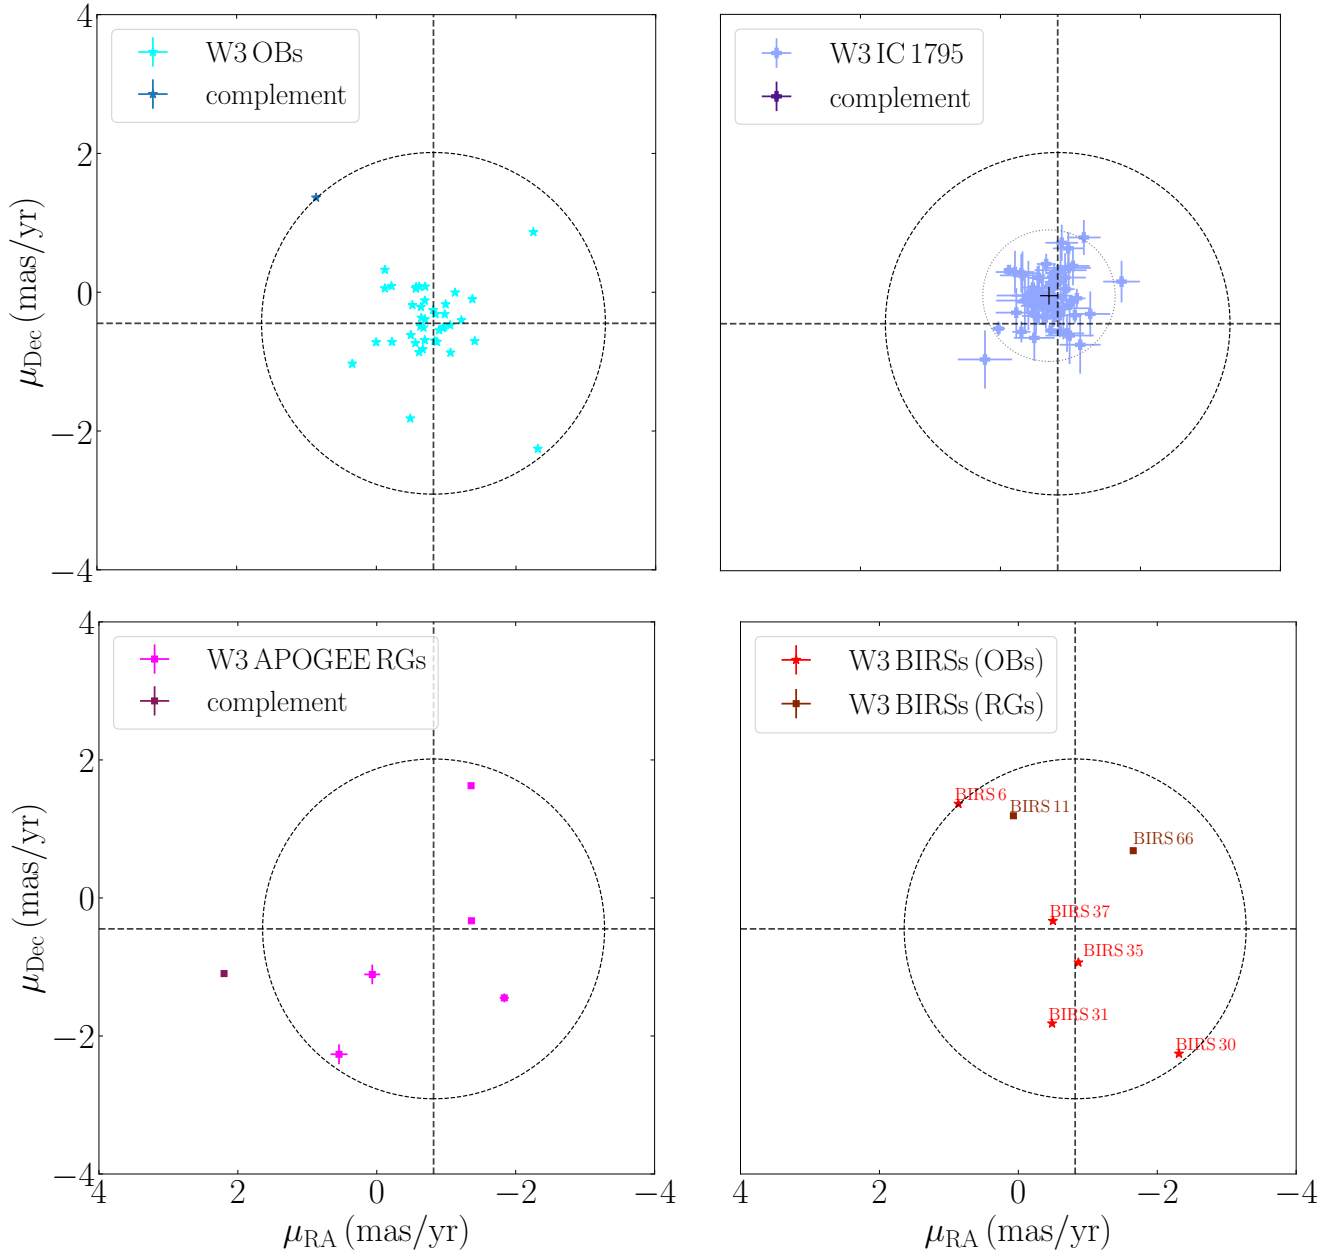 W3 OBs
complement
4
2
0
−2
−4
μDec (mas/yr)
W3 IC 1795
complement
W3 APOGEE RGs
complement
4
2
0
−2
−4
μDec (mas/yr)
4 2 0 −2 −4
μRA (mas/yr)
W3 BIRSs (OBs)
W3 BIRSs (RGs)
BIRS 6
BIRS 11
BIRS 66
BIRS 37
BIRS 35
BIRS 31
BIRS 30
4 2 0 −2 −4
μRA (mas/yr)